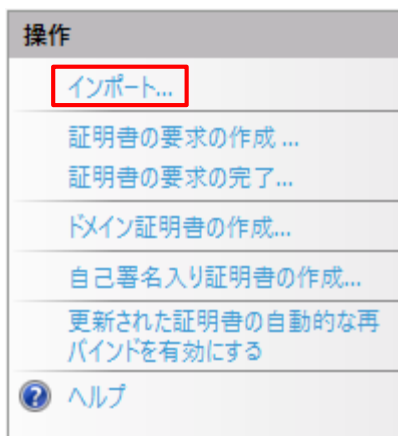 操作
インポート...
証明書の要求の作成 ...
証明書の要求の完了...
ドメイン証明書の作成...
自己署名入り証明書の作成...
更新された証明書の自動的な再
バインドを有効にする
ヘルプ